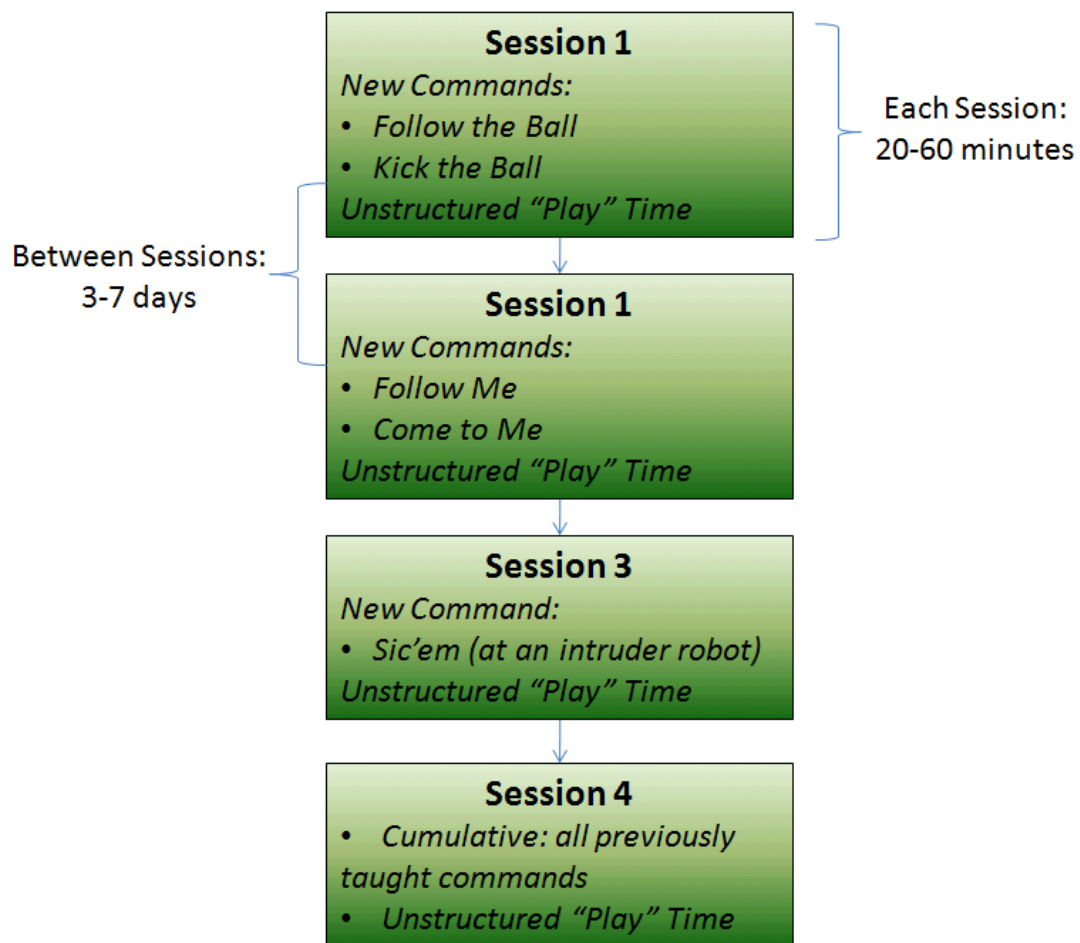 Session 1
New Commands:
• Follow the Ball
• Kick the Ball
Unstructured “Play” Time
Each Session:
20-60 minutes
Between Sessions:
3-7 days
Session 1
New Commands:
• Follow Me
• Come to Me
Unstructured “Play” Time
Session 3
New Command:
• Sic’em (at an intruder robot)
Unstructured “Play” Time
Session 4
• Cumulative: all previously
taught commands
• Unstructured “Play” Time